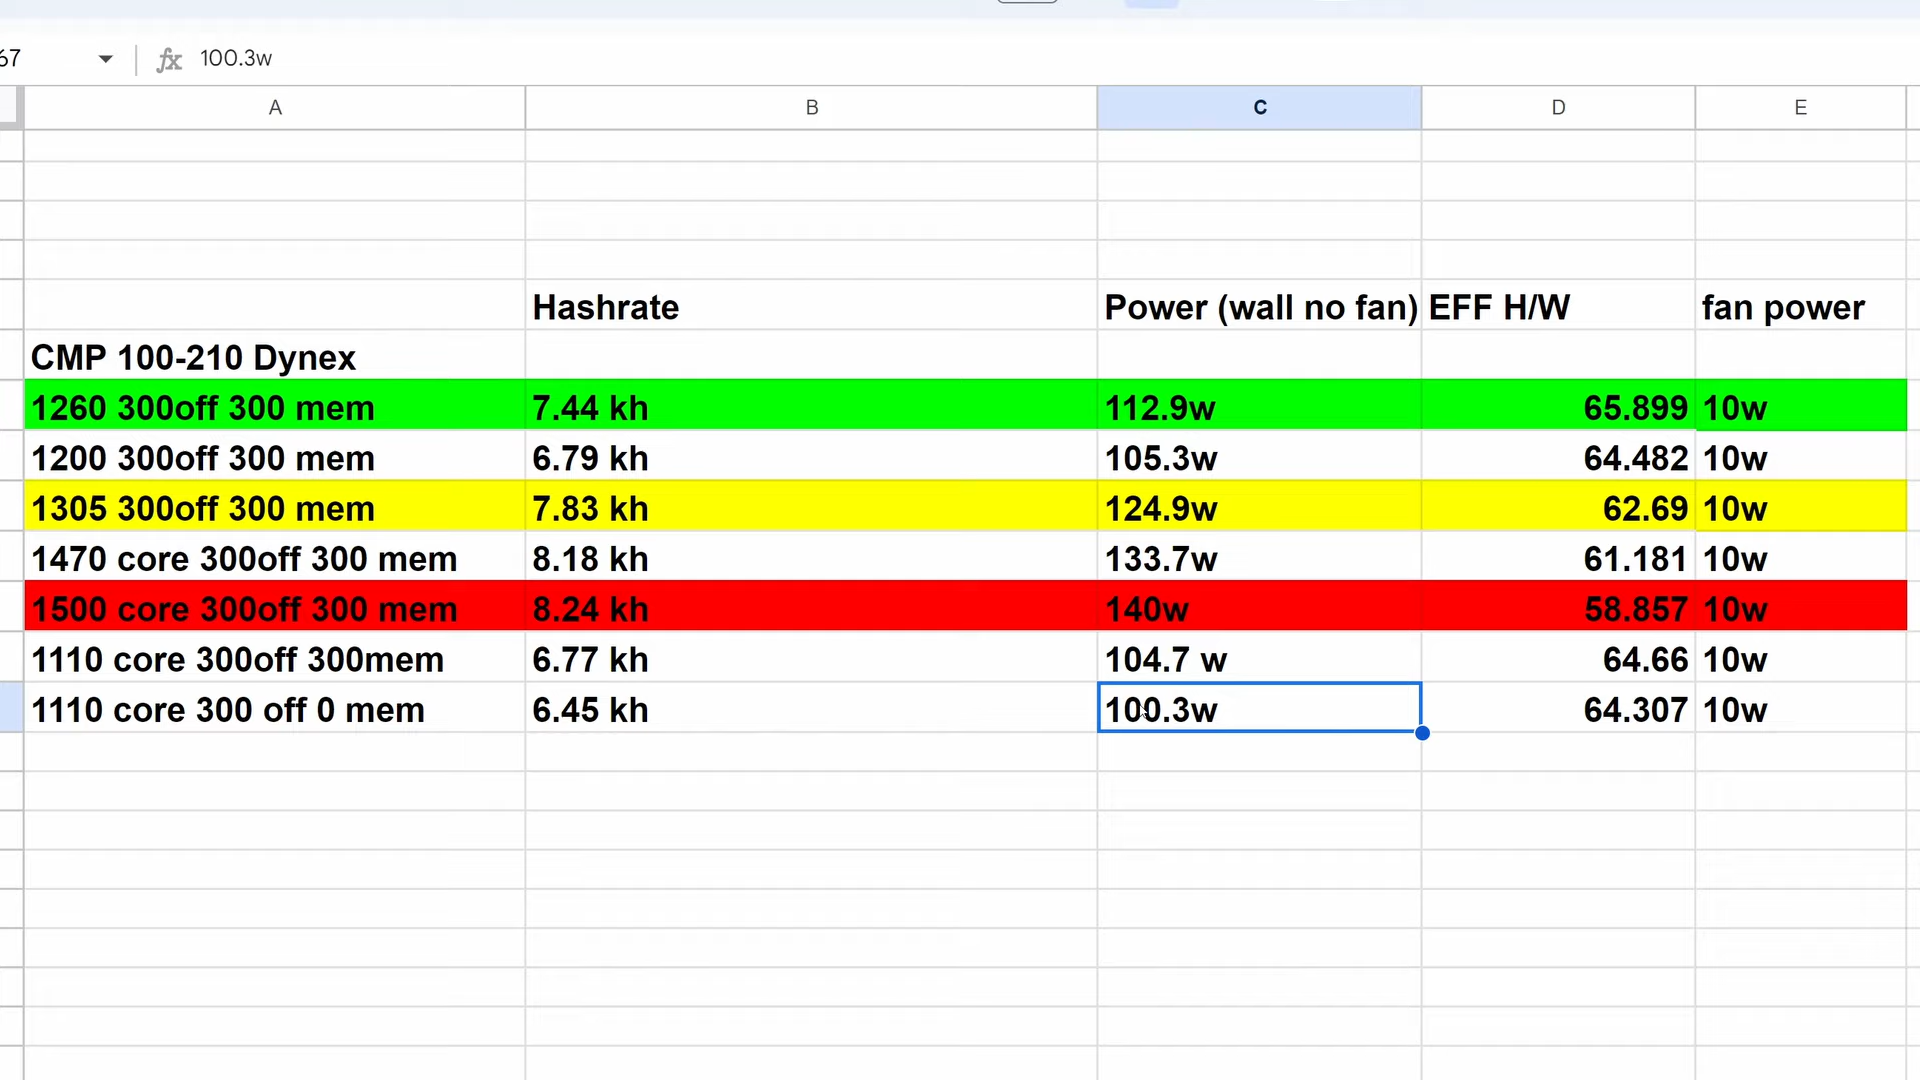 67 fx 100.3w
A B C D E
Hashrate Power (wall no fan) EFF H/W fan power
CMP 100-210 Dynex
1260 300off 300 mem 7.44 kh 112.9w 65.899 10w
1200 300off 300 mem 6.79 kh 105.3w 64.482 10w
1305 300off 300 mem 7.83 kh 124.9w 62.69 10w
1470 core 300off 300 mem 8.18 kh 133.7w 61.181 10w
1500 core 300off 300 mem 8.24 kh 140w 58.857 10w
1110 core 300off 300mem 6.77 kh 104.7 w 64.66 10w
1110 core 300 off 0 mem 6.45 kh 100.3w 64.307 10w